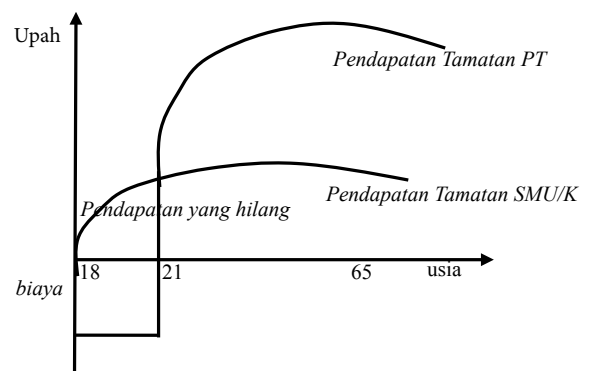 Upah
Pendapatan Tamatan PT
Pendapatan Tamatan SMU/K
Pendapatan yang hilang
18 21 65 usia
biaya